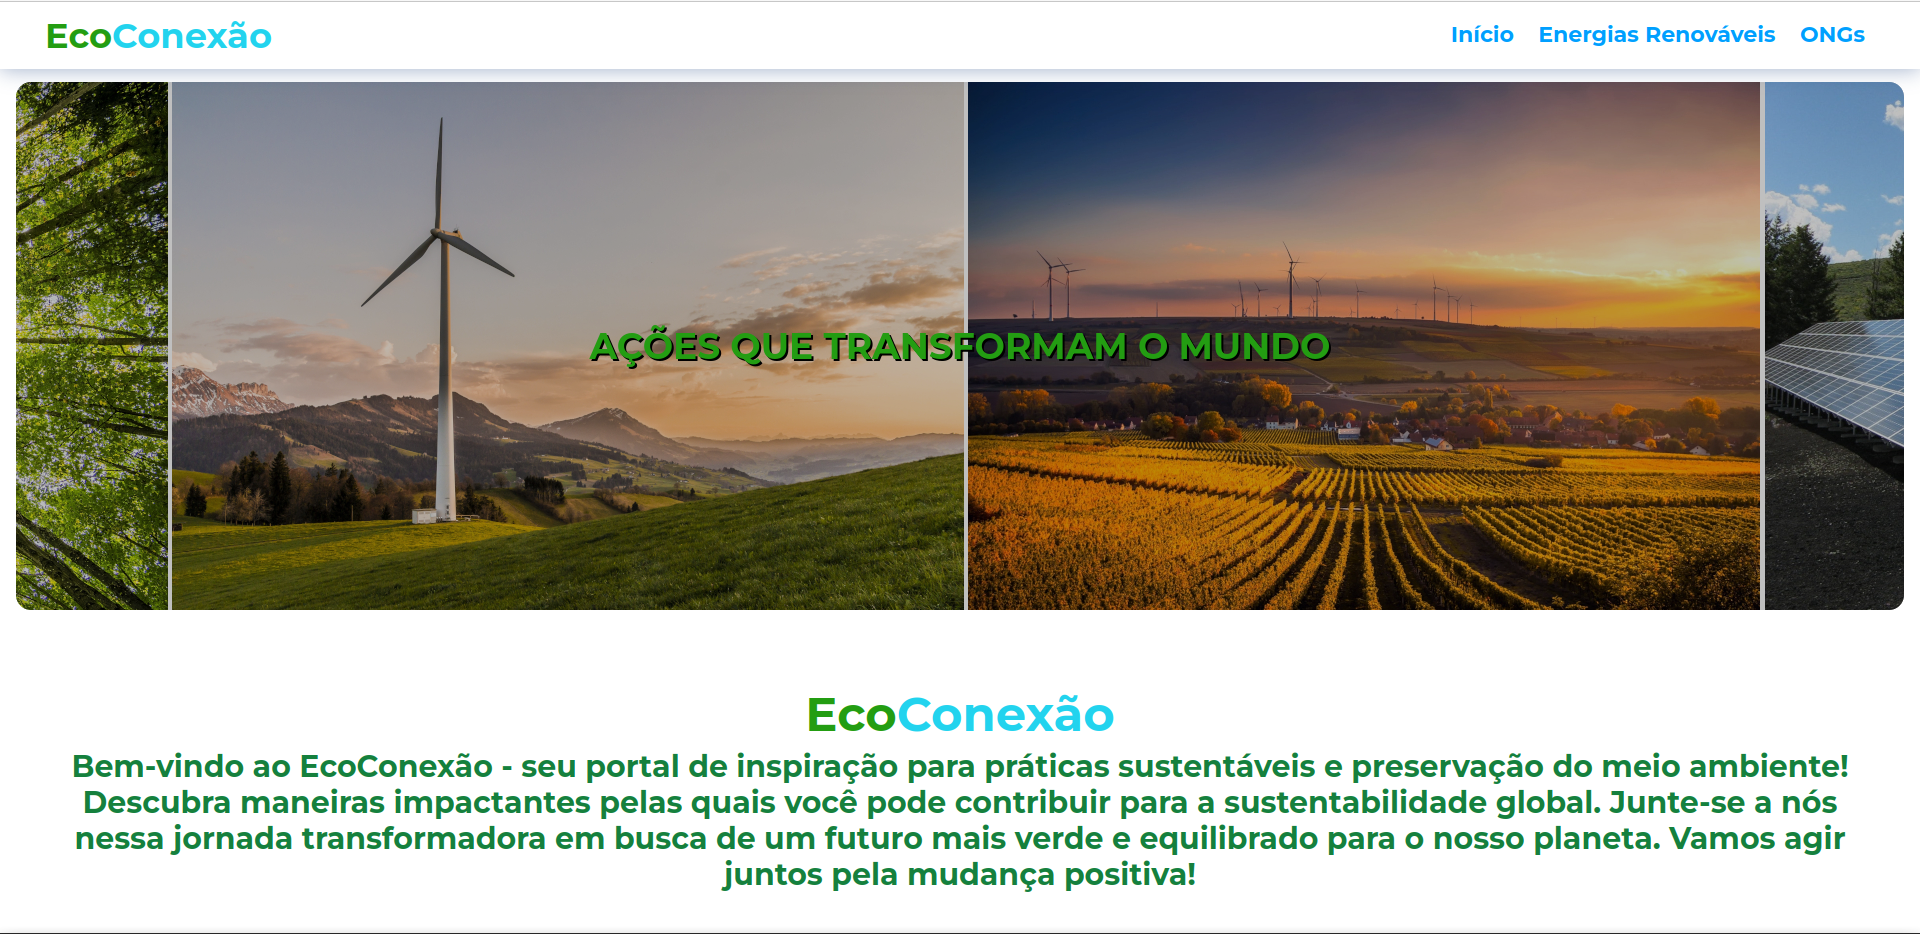 EcoConexão
Início Energias Renováveis ONGs
AÇÕES QUE TRANSFORMAM O MUNDO
EcoConexão
Bem-vindo ao EcoConexão - seu portal de inspiração para práticas sustentáveis e preservação do meio ambiente!
Descubra maneiras impactantes pelas quais você pode contribuir para a sustentabilidade global. Junte-se a nós
nessa jornada transformadora em busca de um futuro mais verde e equilibrado para o nosso planeta. Vamos agir
juntos pela mudança positiva!